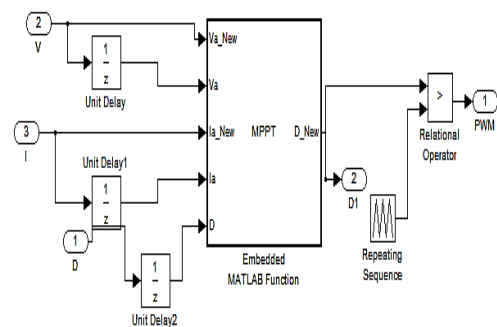 2
V
1
z
Unit Delay
3
I
Unit Delay1
1
z
1
D
1
z
Unit Delay2
Va_New
Va
Ia_New
MPPT
D_New
Ia
D
Embedded
MATLAB Function
2
D1
>
Relational
Operator
1
PWM
Repeating
Sequence